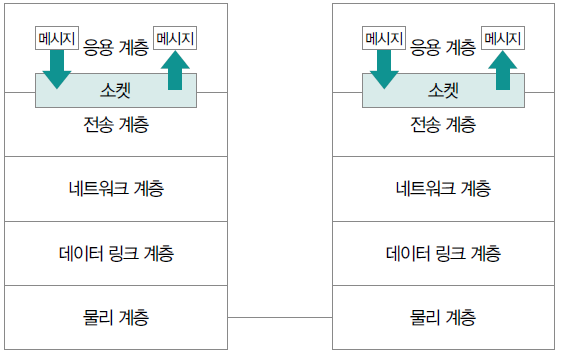 메시지
응용 계층
메시지
소켓
전송 계층
네트워크 계층
데이터 링크 계층
물리 계층
메시지
응용 계층
메시지
소켓
전송 계층
네트워크 계층
데이터 링크 계층
물리 계층